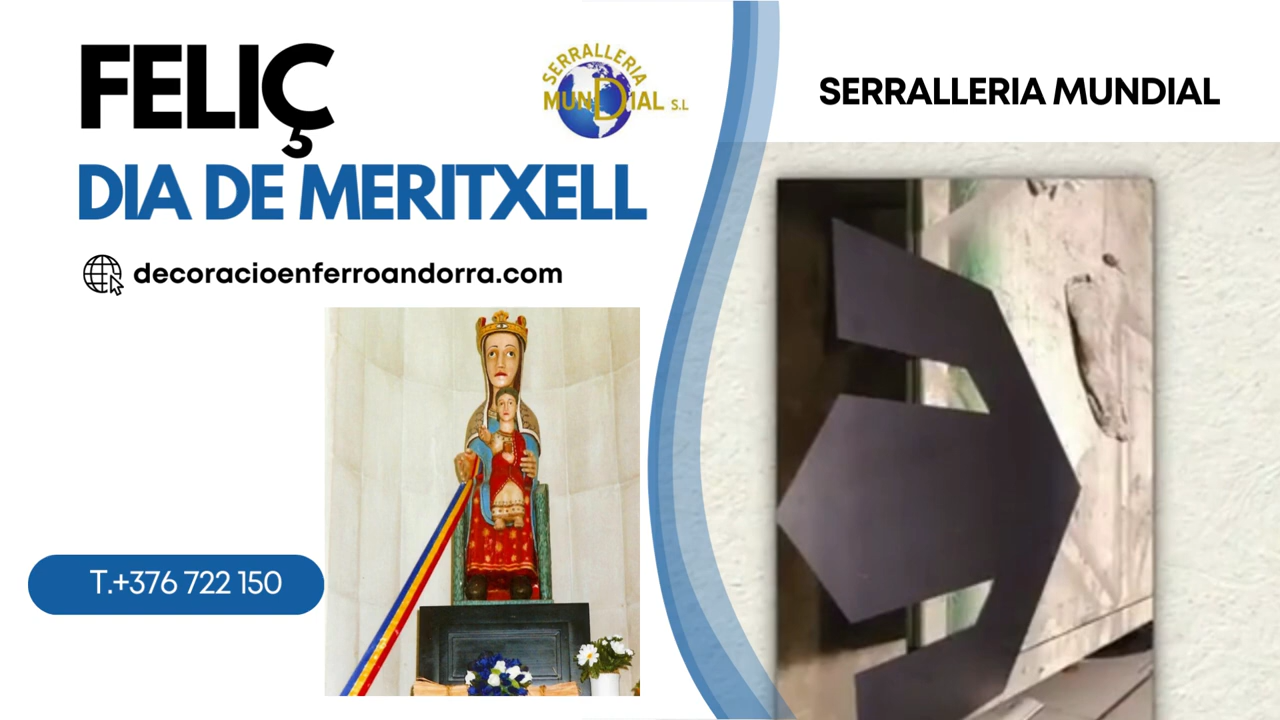 FELIÇ
DIA DE MERITXELL
decoracioenferroandorra.com
T.+376 722 150
SERRALLERIA
MUNDIAL S.L
SERRALLERIA MUNDIAL